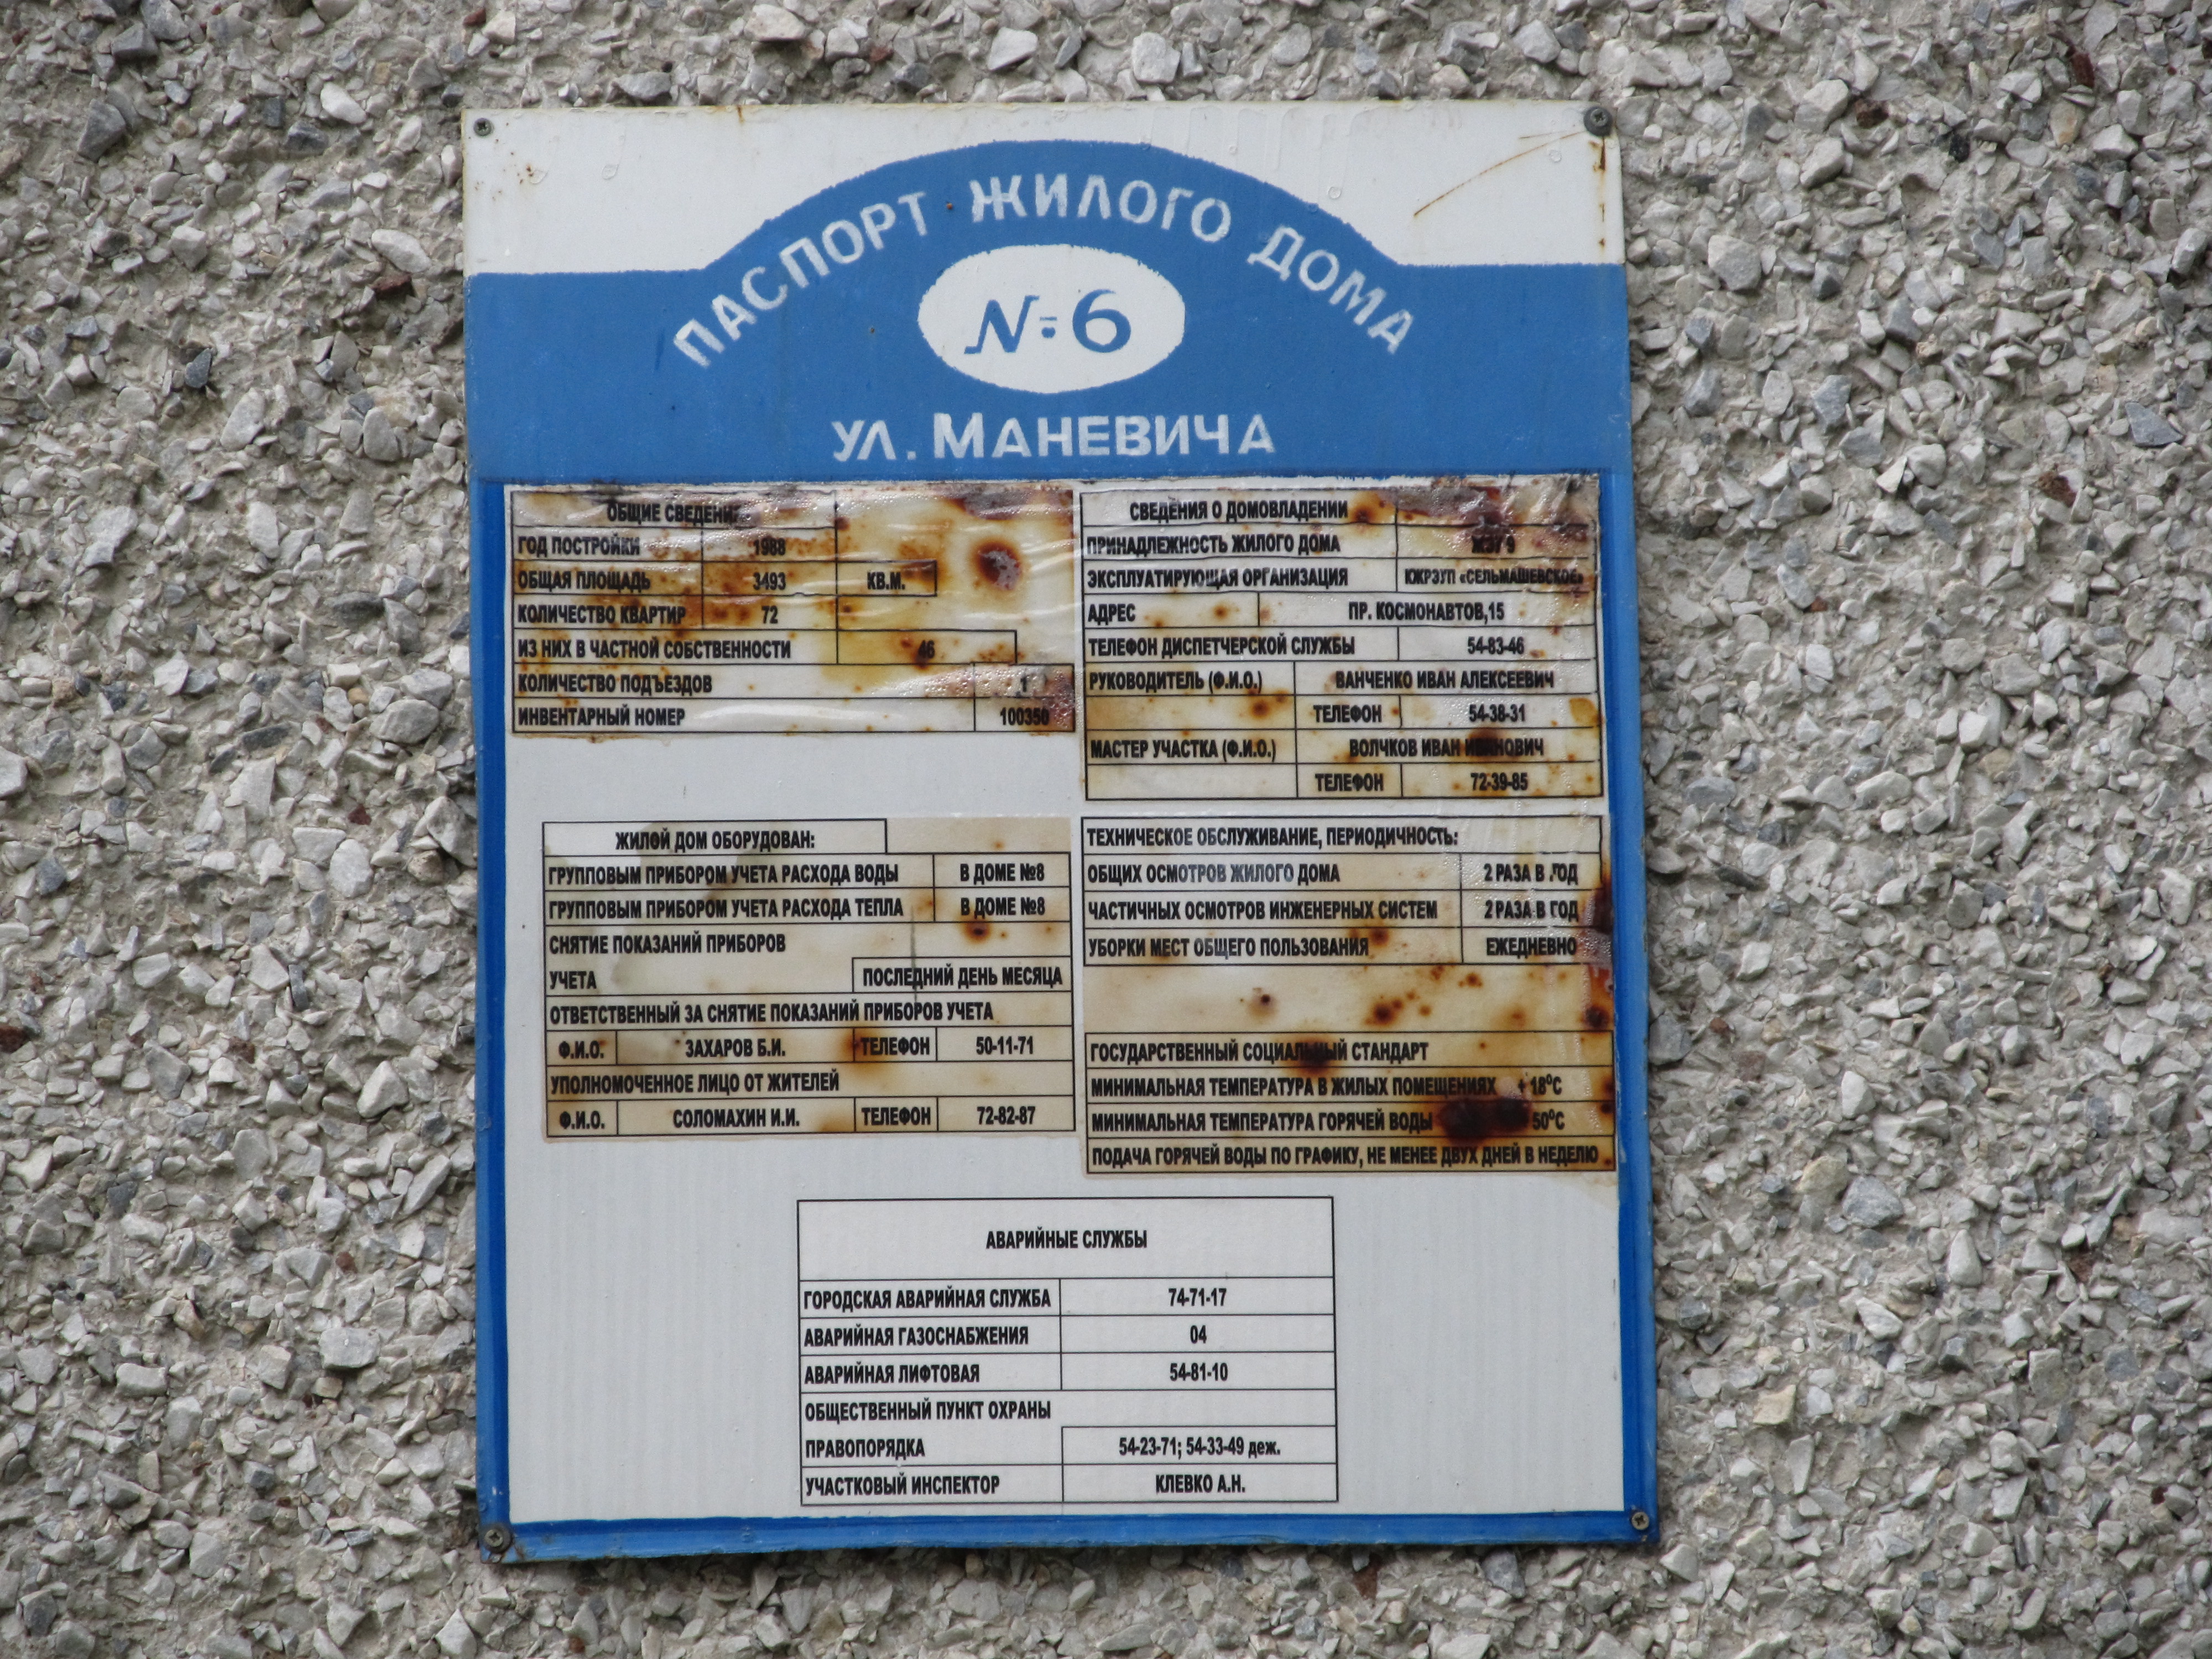 ПАСПОРТ ЖИЛОГО ДОМА
№6
УЛ. МАНЕВИЧА
ОБЩИЕ
ГОД ПОСТРОЙКИ 1988
ОБЩАЯ ПЛОЩАДЬ 3493 КВ.М.
КОЛИЧЕСТВО КВАРТИР 72
ИЗ НИХ В ЧАСТНОЙ СОБСТВЕННОСТИ 46
КОЛИЧЕСТВО ПОДЪЕЗДОВ 1
ИНВЕНТАРНЫЙ НОМЕР 100350
СВЕДЕНИЯ О ДОМОВЛАДЕНИИ
ПРИНАДЛЕЖНОСТЬ ЖИЛОГО ДОМА ЖЭУ 9
ЭКСПЛУАТИРУЮЩАЯ ОРГАНИЗАЦИЯ КЖРЭУП «СЕЛЬМАШЕВСКОЕ»
АДРЕС ПР. КОСМОНАВТОВ,15
ТЕЛЕФОН ДИСПЕТЧЕРСКОЙ СЛУЖБЫ 54-83-46
РУКОВОДИТЕЛЬ (Ф.И.О.) ВАНЧЕНКО ИВАН АЛЕКСЕЕВИЧ
ТЕЛЕФОН 54-38-31
МАСТЕР УЧАСТКА (Ф.И.О.) ВОЛЧКОВ ИВАН ИВАНОВИЧ
ТЕЛЕФОН 72-39-85
ЖИЛОЙ ДОМ ОБОРУДОВАН:
ГРУППОВЫМ ПРИБОРОМ УЧЕТА РАСХОДА ВОДЫ В ДОМЕ №8
ГРУППОВЫМ ПРИБОРОМ УЧЕТА РАСХОДА ТЕПЛА В ДОМЕ №8
СНЯТИЕ ПОКАЗАНИЙ ПРИБОРОВ
УЧЕТА ПОСЛЕДНИЙ ДЕНЬ МЕСЯЦА
ОТВЕТСТВЕННЫЙ ЗА СНЯТИЕ ПОКАЗАНИЙ ПРИБОРОВ УЧЕТА
Ф.И.О. ЗАХАРОВ Б.И. ТЕЛЕФОН 50-11-71
УПОЛНОМОЧЕННОЕ ЛИЦО ОТ ЖИТЕЛЕЙ
Ф.И.О. СОЛОМАХИН И.И. ТЕЛЕФОН 72-82-87
ТЕХНИЧЕСКОЕ ОБСЛУЖИВАНИЕ, ПЕРИОДИЧНОСТЬ:
ОБЩИХ ОСМОТРОВ ЖИЛОГО ДОМА 2 РАЗА В ГОД
ЧАСТИЧНЫХ ОСМОТРОВ ИНЖЕНЕРНЫХ СИСТЕМ 2 РАЗА В ГОД
УБОРКИ МЕСТ ОБЩЕГО ПОЛЬЗОВАНИЯ ЕЖЕДНЕВНО
ГОСУДАРСТВЕННЫЙ СОЦИАЛЬНЫЙ СТАНДАРТ
МИНИМАЛЬНАЯ ТЕМПЕРАТУРА В ЖИЛЫХ ПОМЕЩЕНИЯХ + 18⁰С
МИНИМАЛЬНАЯ ТЕМПЕРАТУРА ГОРЯЧЕЙ ВОДЫ 50⁰С
ПОДАЧА ГОРЯЧЕЙ ВОДЫ ПО ГРАФИКУ, НЕ МЕНЕЕ ДВУХ ДНЕЙ В НЕДЕЛЮ
АВАРИЙНЫЕ СЛУЖБЫ
ГОРОДСКАЯ АВАРИЙНАЯ СЛУЖБА 74-71-17
АВАРИЙНАЯ ГАЗОСНАБЖЕНИЯ 04
АВАРИЙНАЯ ЛИФТОВАЯ 54-81-10
ОБЩЕСТВЕННЫЙ ПУНКТ ОХРАНЫ
ПРАВОПОРЯДКА 54-23-71; 54-33-49 деж.
УЧАСТКОВЫЙ ИНСПЕКТОР КЛЕВКО А.Н.